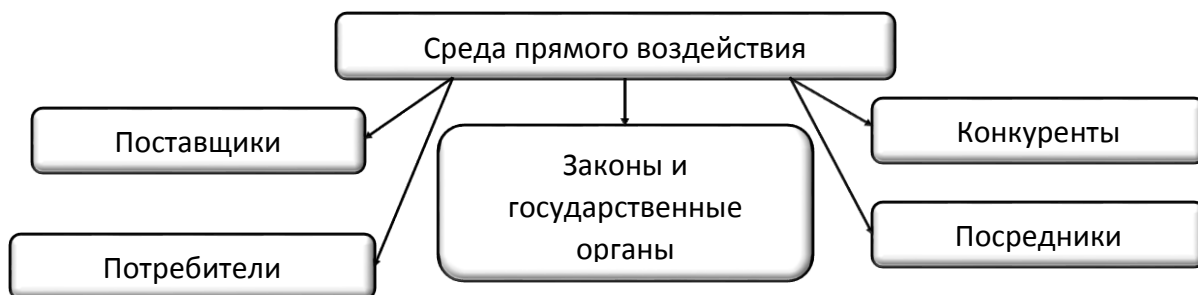 Среда прямого воздействия
Поставщики
Конкуренты
Законы и
государственные
органы
Потребители
Посредники